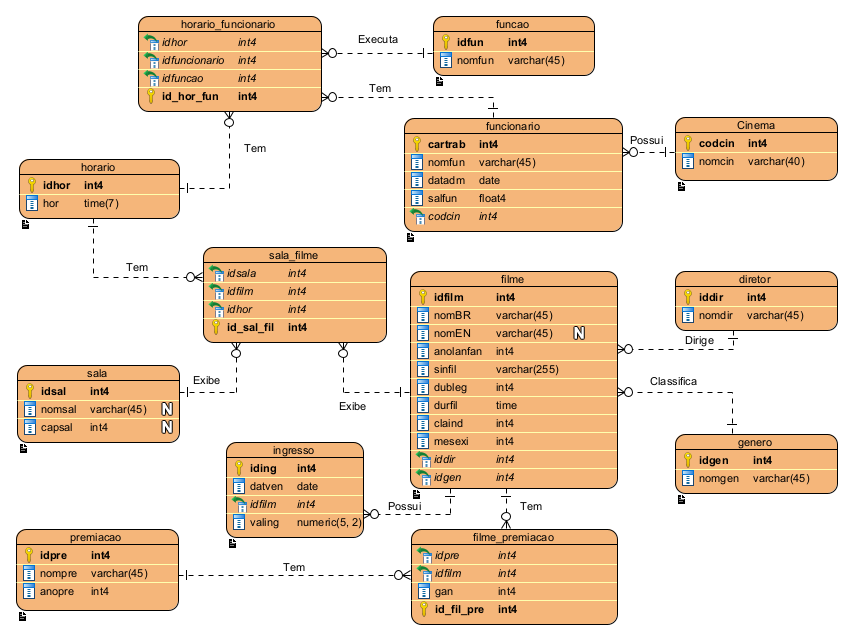 horario_funcionario
idhor int4
idfuncionario int4
idfuncao int4
id_hor_fun int4
Executa
funcao
idfun int4
nomfun varchar(45)
Tem
Tem
funcionario
cartrab int4
nomfun varchar(45)
datadm date
salfun float4
codcin int4
Possui
Cinema
codcin int4
nomcin varchar(40)
horario
idhor int4
hor time(7)
Tem
sala_filme
idsala int4
idfilm int4
idhor int4
id_sal_fil int4
filme
idfilm int4
nomBR varchar(45)
nomEN varchar(45) N
anolanfan int4
sinfil varchar(255)
dubleg int4
durfil time
claind int4
mesexi int4
iddir int4
idgen int4
diretor
iddir int4
nomdir varchar(45)
Dirige
Classifica
sala
idsal int4
nomsal varchar(45) N
capsal int4 N
Exibe
Exibe
genero
idgen int4
nomgen varchar(45)
ingresso
iding int4
datven date
idfilm int4
valing numeric(5, 2)
Possui
Tem
premiacao
idpre int4
nompre varchar(45)
anopre int4
Tem
filme_premiacao
idpre int4
idfilm int4
gan int4
id_fil_pre int4